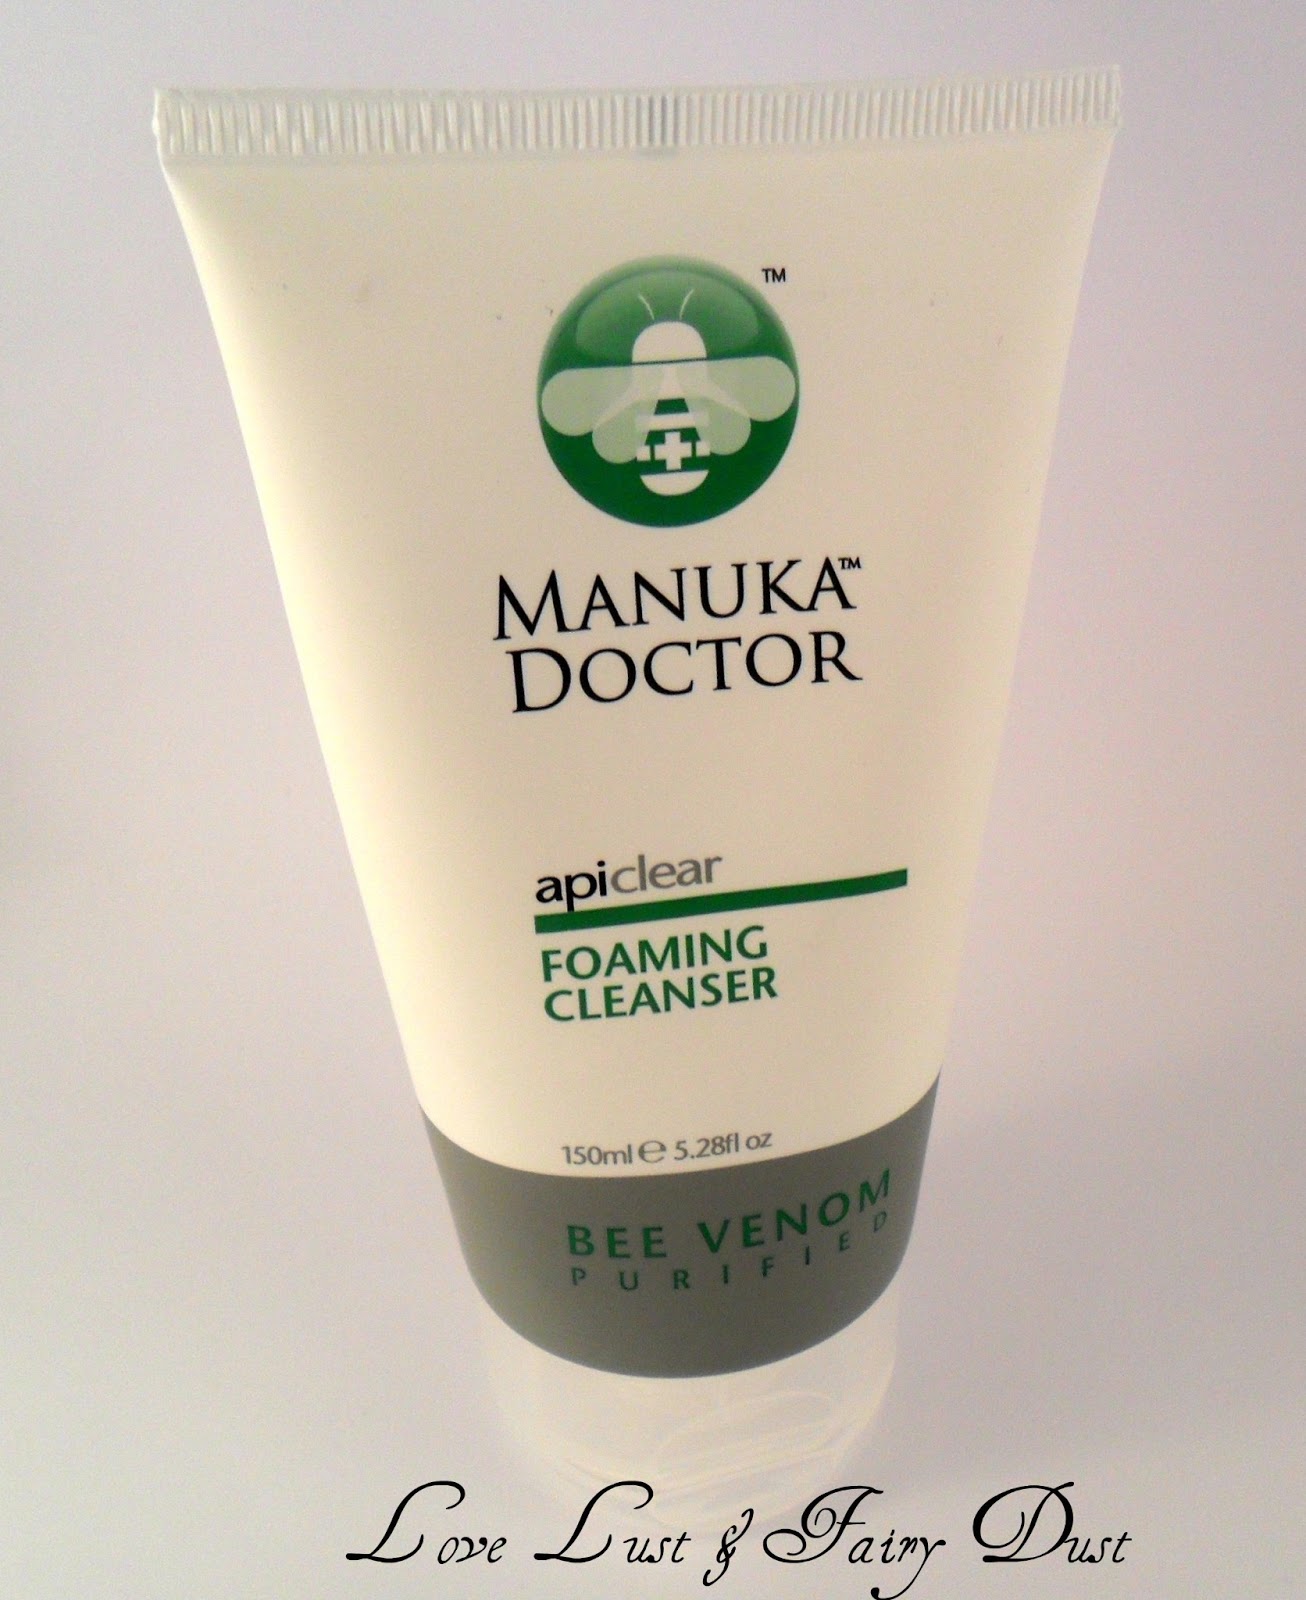 TM
MANUKA™
DOCTOR
apiclear
FOAMING
CLEANSER
150ml ℮ 5.28fl oz
BEE VENOM
PURIFIED
Love Lust & Fairy Dust